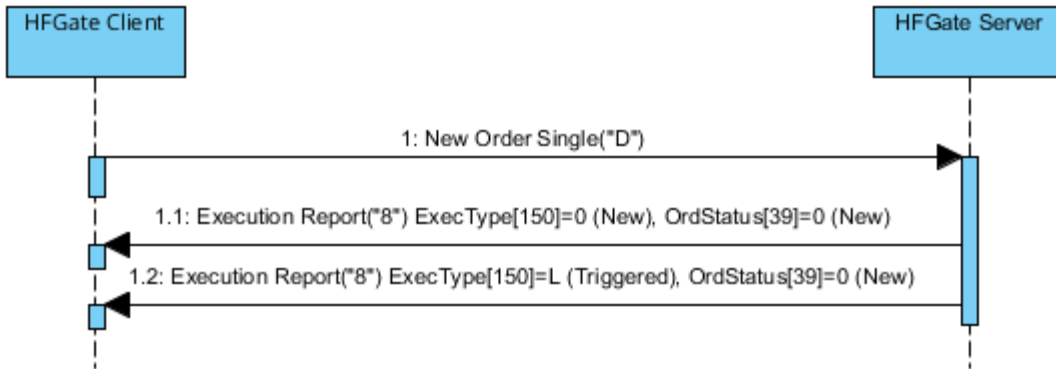 HFGate Client
HFGate Server
1: New Order Single("D")
1.1: Execution Report("8") ExecType[150]=0 (New), OrdStatus[39]=0 (New)
1.2: Execution Report("8") ExecType[150]=L (Triggered), OrdStatus[39]=0 (New)